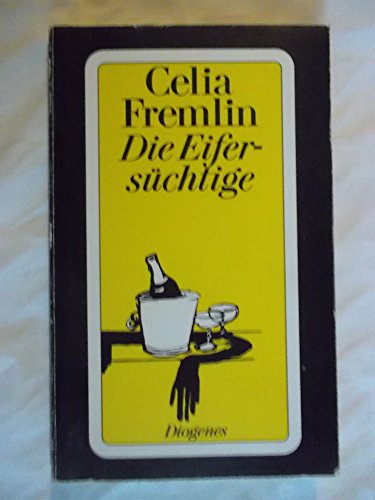 Celia
Fremlin
Die Eifer-
süchtige
Diogenes